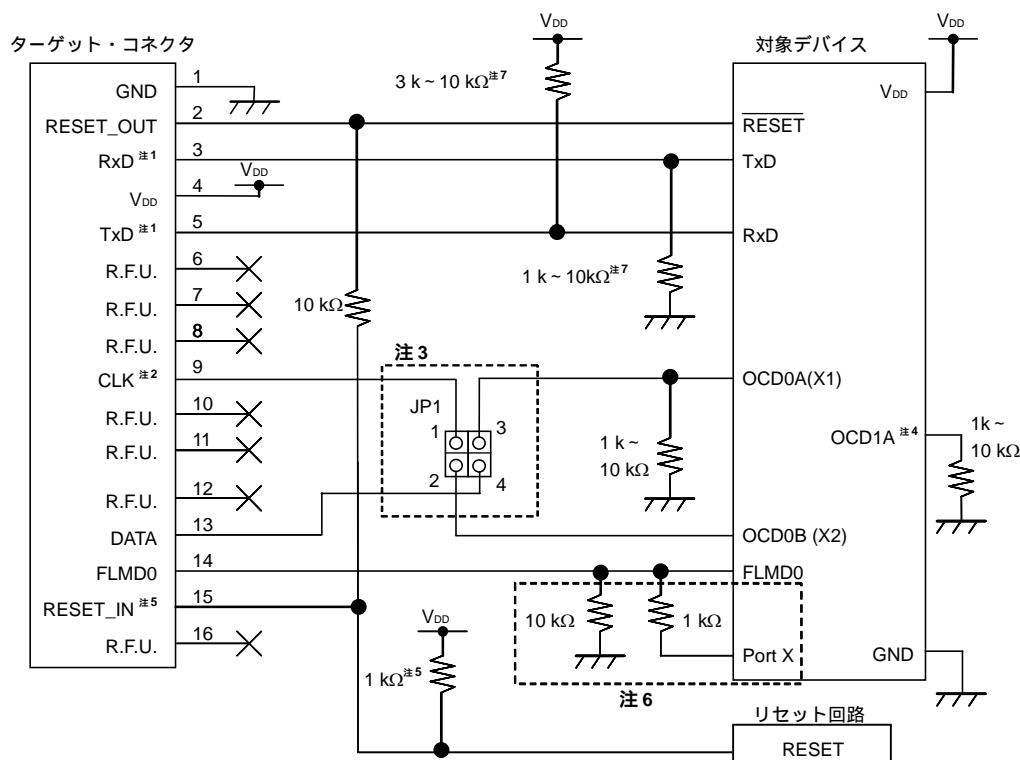 ターゲット・コネクタ
1
GND
2
RESET_OUT
3
RxD 注1
4
VDD
VDD
5
TxD 注1
6
R.F.U.
7
R.F.U.
8
R.F.U.
9
CLK 注2
10
R.F.U.
11
R.F.U.
12
R.F.U.
13
DATA
14
FLMD0
15
RESET_IN 注5
16
R.F.U.
VDD
3 k ~ 10 kΩ注7
1 k ~ 10kΩ注7
10 kΩ
注 3
JP1
1
3
2
4
1 k ~
10 kΩ
10 kΩ
1 kΩ
注 6
VDD
1 kΩ注5
対象デバイス
VDD
VDD
RESET
TxD
RxD
OCD0A(X1)
OCD1A 注4
1k ~
10 kΩ
OCD0B (X2)
FLMD0
Port X
GND
リセット回路
RESET